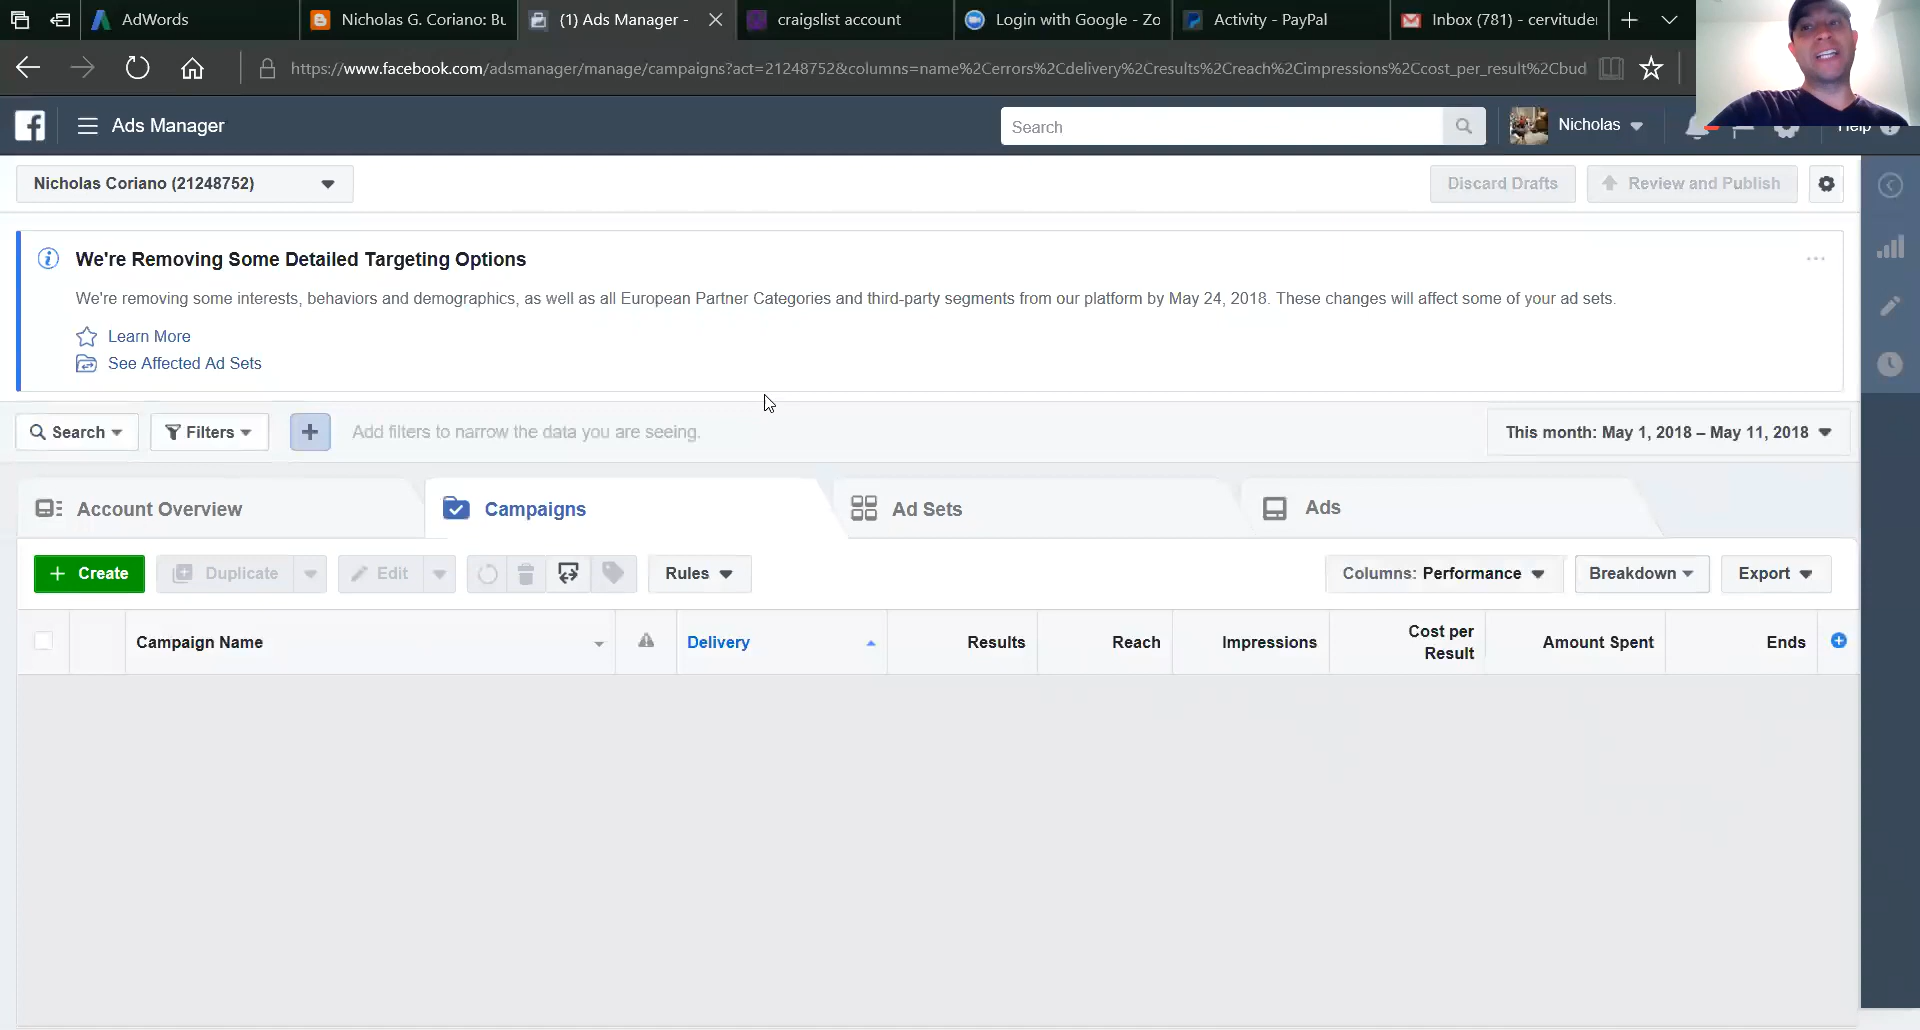 AdWords
Nicholas G. Coriano: Bu
(1) Ads Manager -
craigslist account
Login with Google - Zo
Activity - PayPal
Inbox (781) - cervitude
https://www.facebook.com/adsmanager/manage/campaigns?act=21248752&columns=name%2Cerrors%2Cdelivery%2Cresults%2Creach%2Cimpressions%2Ccost_per_result%2Cbud
Ads Manager
Search
Nicholas
Help
Nicholas Coriano (21248752)
Discard Drafts
Review and Publish
We're Removing Some Detailed Targeting Options
We're removing some interests, behaviors and demographics, as well as all European Partner Categories and third-party segments from our platform by May 24, 2018. These changes will affect some of your ad sets.
Learn More
See Affected Ad Sets
Search
Filters
Add filters to narrow the data you are seeing.
This month: May 1, 2018 – May 11, 2018
Account Overview
Campaigns
Ad Sets
Ads
+ Create
Duplicate
Edit
Rules
Columns: Performance
Breakdown
Export
Campaign Name
Delivery
Results
Reach
Impressions
Cost per
Result
Amount Spent
Ends